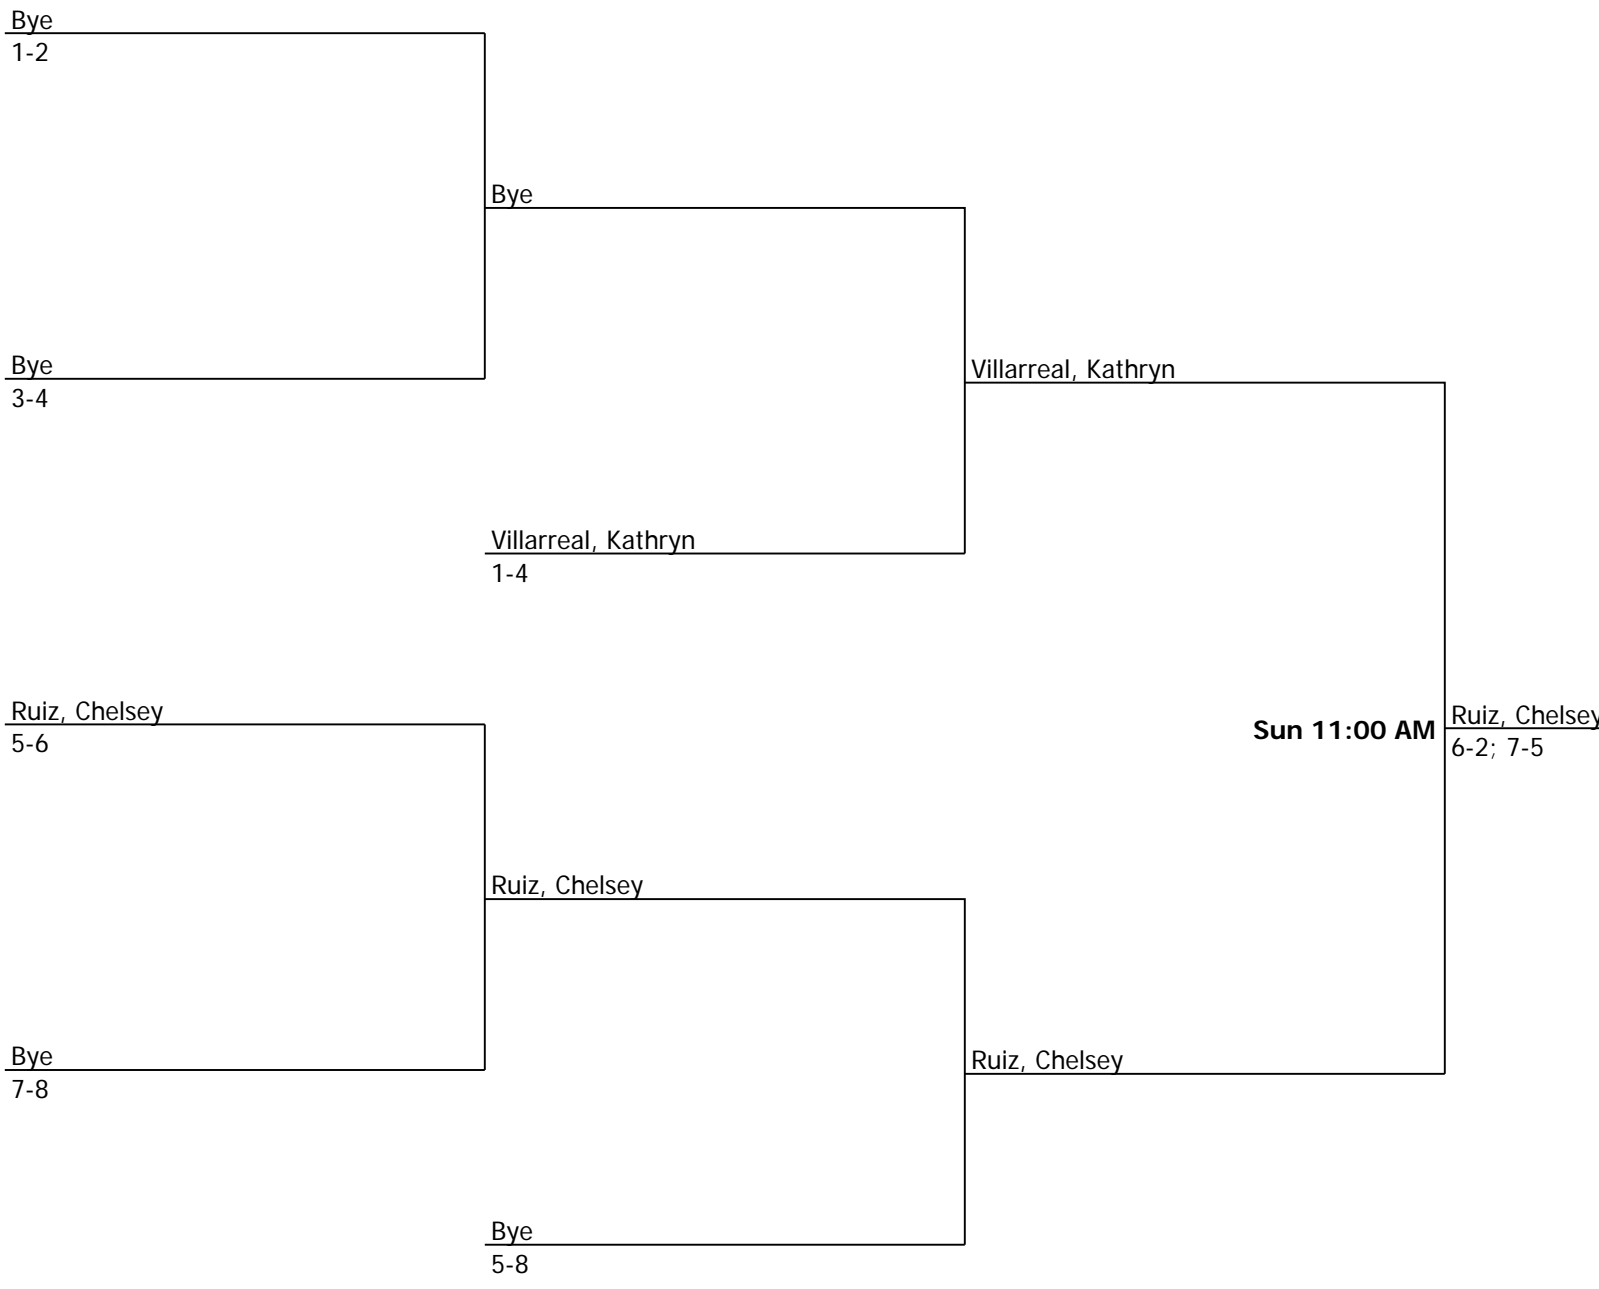 Bye
1-2
Bye
Bye
3-4
Villarreal, Kathryn
Villarreal, Kathryn
1-4
Ruiz, Chelsey
5-6
Sun 11:00 AM
Ruiz, Chelsey
6-2; 7-5
Ruiz, Chelsey
Bye
7-8
Ruiz, Chelsey
Bye
5-8